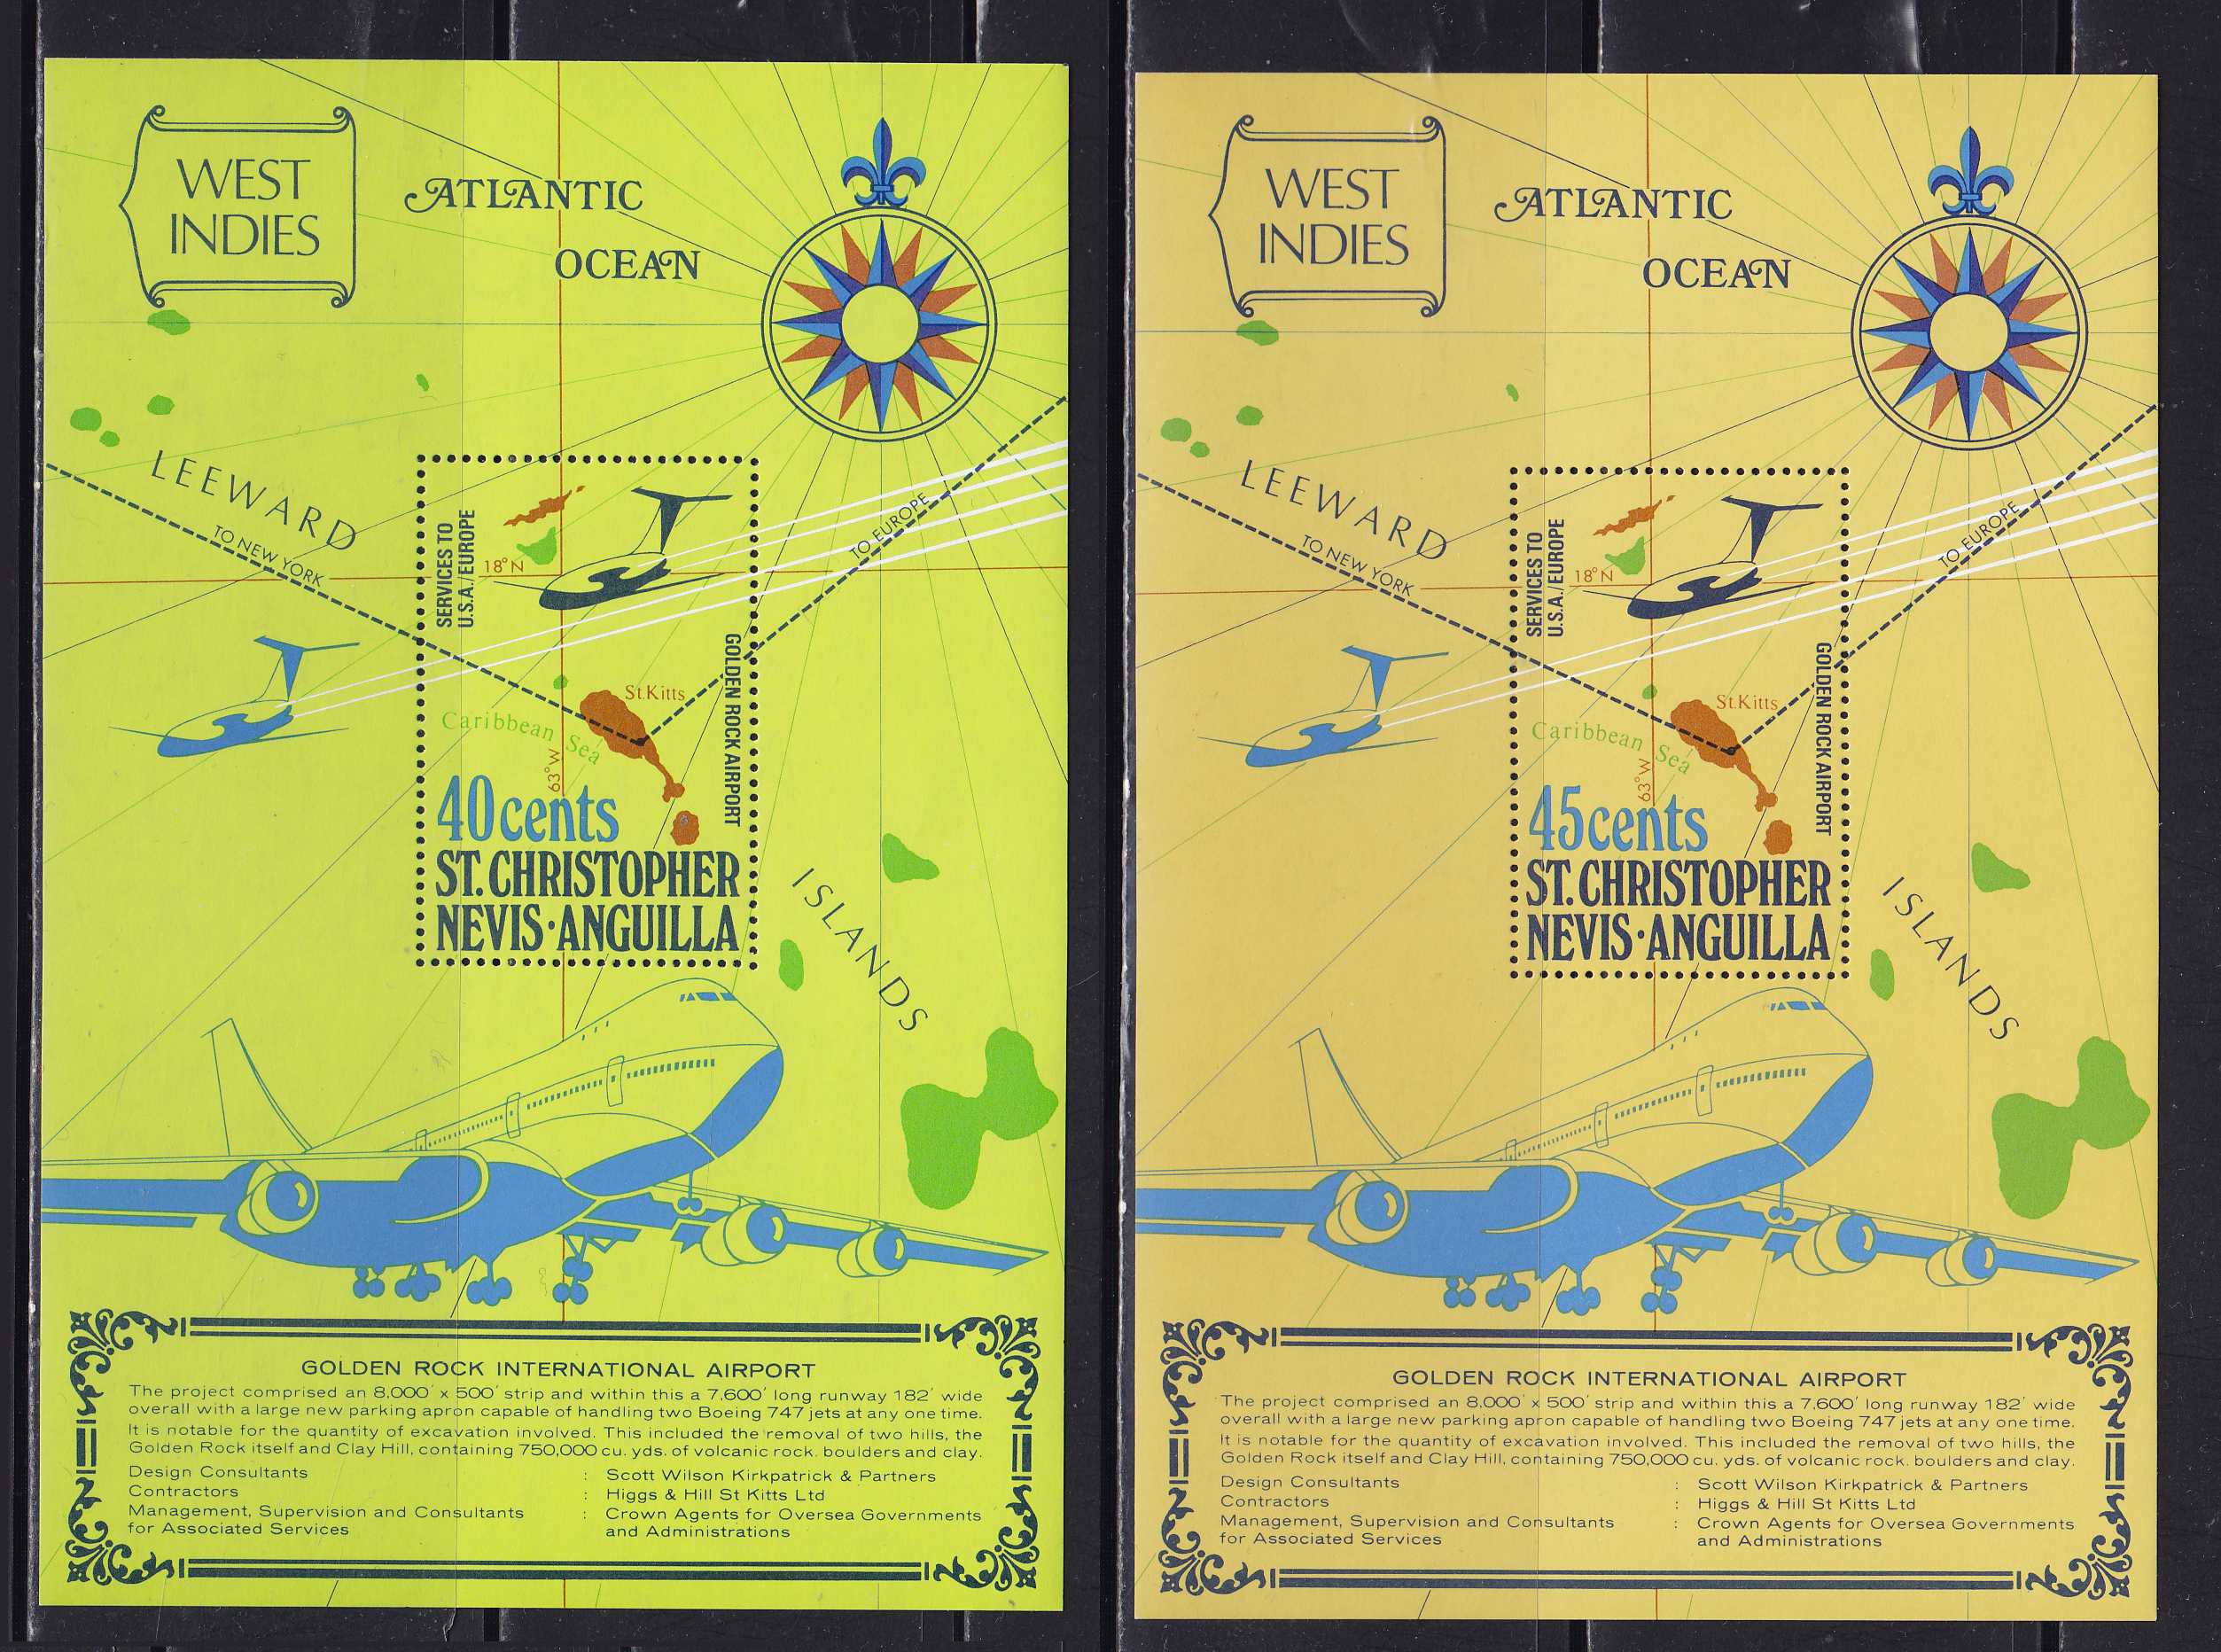 WEST
INDIES
ATLANTIC
OCEAN
LEEWARD
TO NEW YORK
TO EUROPE
SERVICES TO
U.S.A./EUROPE
18°N
St.Kitts
Caribbean Sea
63°W
GOLDEN ROCK AIRPORT
40cents
ST.CHRISTOPHER
NEVIS·ANGUILLA
ISLANDS
GOLDEN ROCK INTERNATIONAL AIRPORT
The project comprised an 8,000′ x 500′ strip and within this a 7,600′ long runway 182′ wide
overall with a large new parking apron capable of handling two Boeing 747 jets at any one time.
It is notable for the quantity of excavation involved. This included the removal of two hills, the
Golden Rock itself and Clay Hill, containing 750,000 cu. yds. of volcanic rock. boulders and clay.
Design Consultants : Scott Wilson Kirkpatrick & Partners
Contractors : Higgs & Hill St Kitts Ltd
Management, Supervision and Consultants : Crown Agents for Oversea Governments
for Associated Services and Administrations
WEST
INDIES
ATLANTIC
OCEAN
LEEWARD
TO NEW YORK
TO EUROPE
SERVICES TO
U.S.A./EUROPE
18°N
St.Kitts
Caribbean Sea
63°W
GOLDEN ROCK AIRPORT
45cents
ST.CHRISTOPHER
NEVIS·ANGUILLA
ISLANDS
GOLDEN ROCK INTERNATIONAL AIRPORT
The project comprised an 8,000′ x 500′ strip and within this a 7,600′ long runway 182′ wide
overall with a large new parking apron capable of handling two Boeing 747 jets at any one time.
It is notable for the quantity of excavation involved. This included the removal of two hills, the
Golden Rock itself and Clay Hill, containing 750,000 cu. yds. of volcanic rock. boulders and clay.
Design Consultants : Scott Wilson Kirkpatrick & Partners
Contractors : Higgs & Hill St Kitts Ltd
Management, Supervision and Consultants : Crown Agents for Oversea Governments
for Associated Services and Administrations